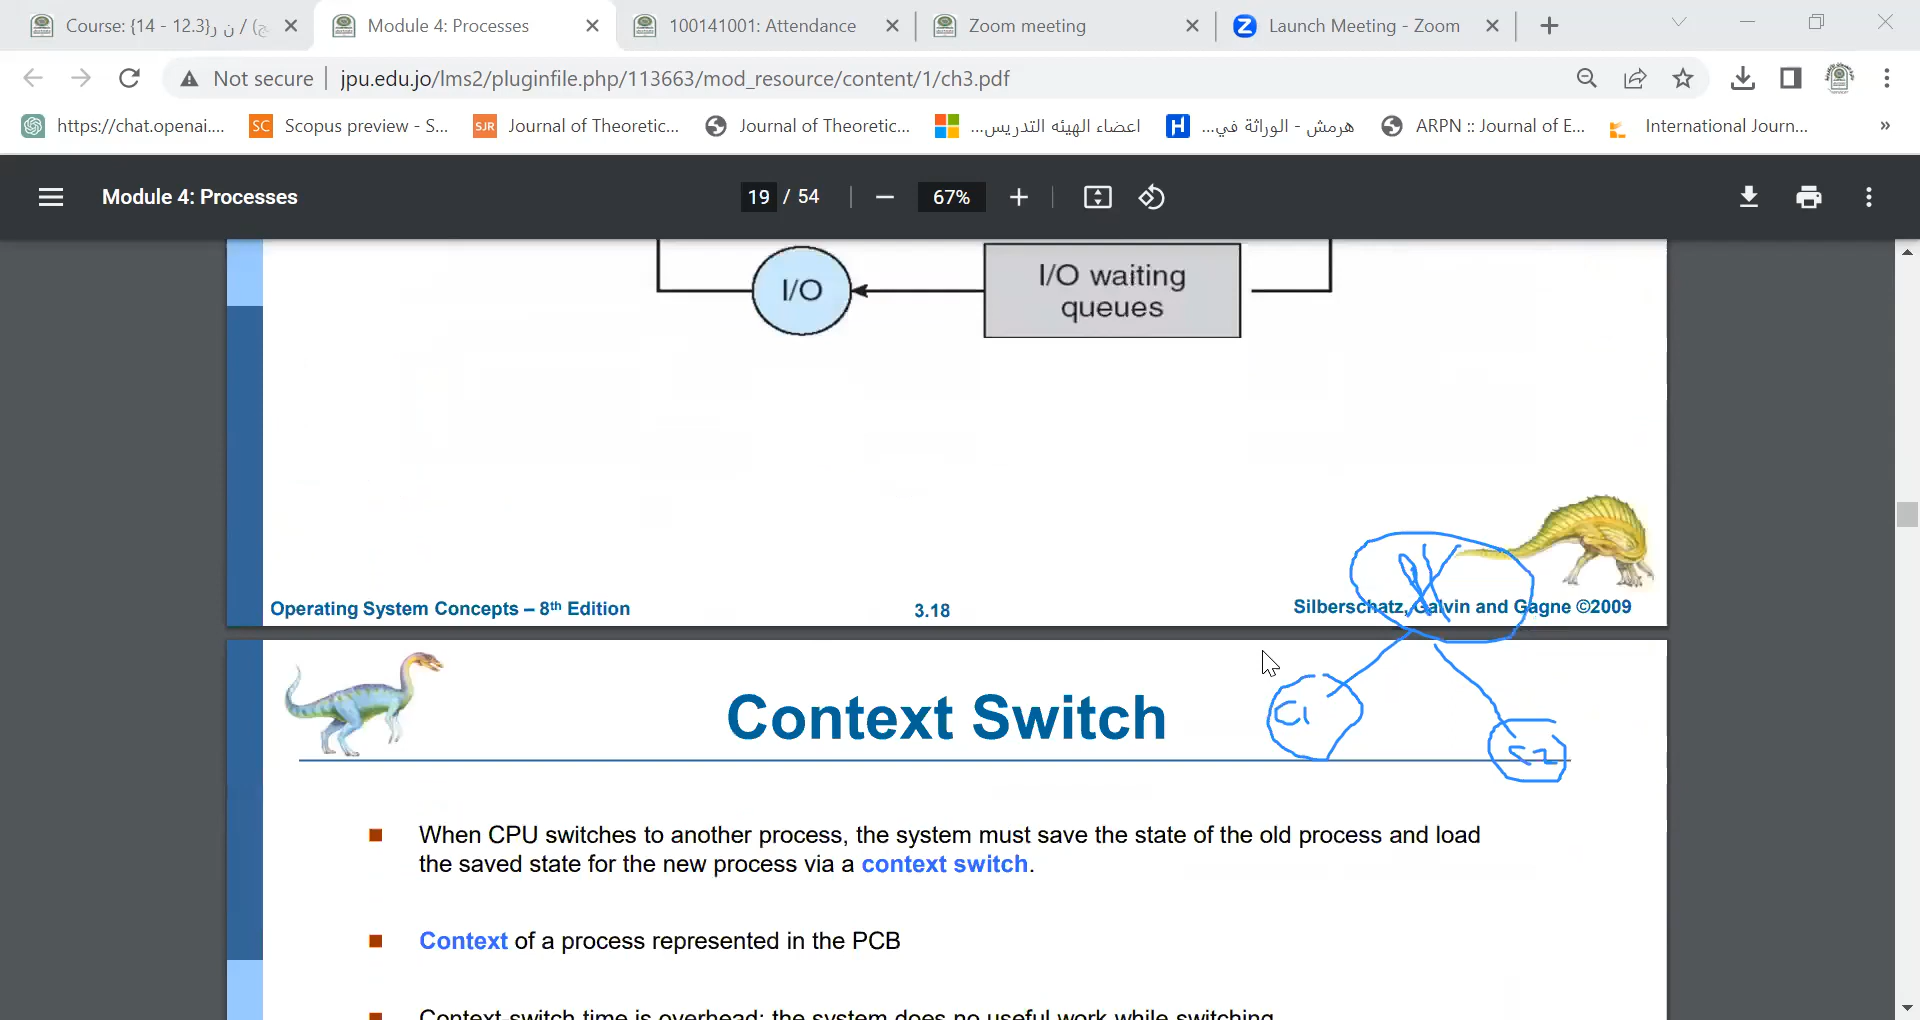 Course: {14 - 12.3}ر ن / (ج
Module 4: Processes
100141001: Attendance
Zoom meeting
Launch Meeting - Zoom
Not secure
jpu.edu.jo/lms2/pluginfile.php/113663/mod_resource/content/1/ch3.pdf
https://chat.openai....
SC Scopus preview - S...
SJR Journal of Theoretic...
Journal of Theoretic...
اعضاء الهيئه التدريس...
H هرمش - الوراثة في...
ARPN :: Journal of E...
International Journ...
»
Module 4: Processes
19 / 54
67%
I/O
I/O waiting
queues
Operating System Concepts – 8th Edition
3.18
Silberschatz, Galvin and Gagne ©2009
C1
C2
Context Switch
When CPU switches to another process, the system must save the state of the old process and load
the saved state for the new process via a context switch.
Context of a process represented in the PCB
Context-switch time is overhead; the system does no useful work while switching